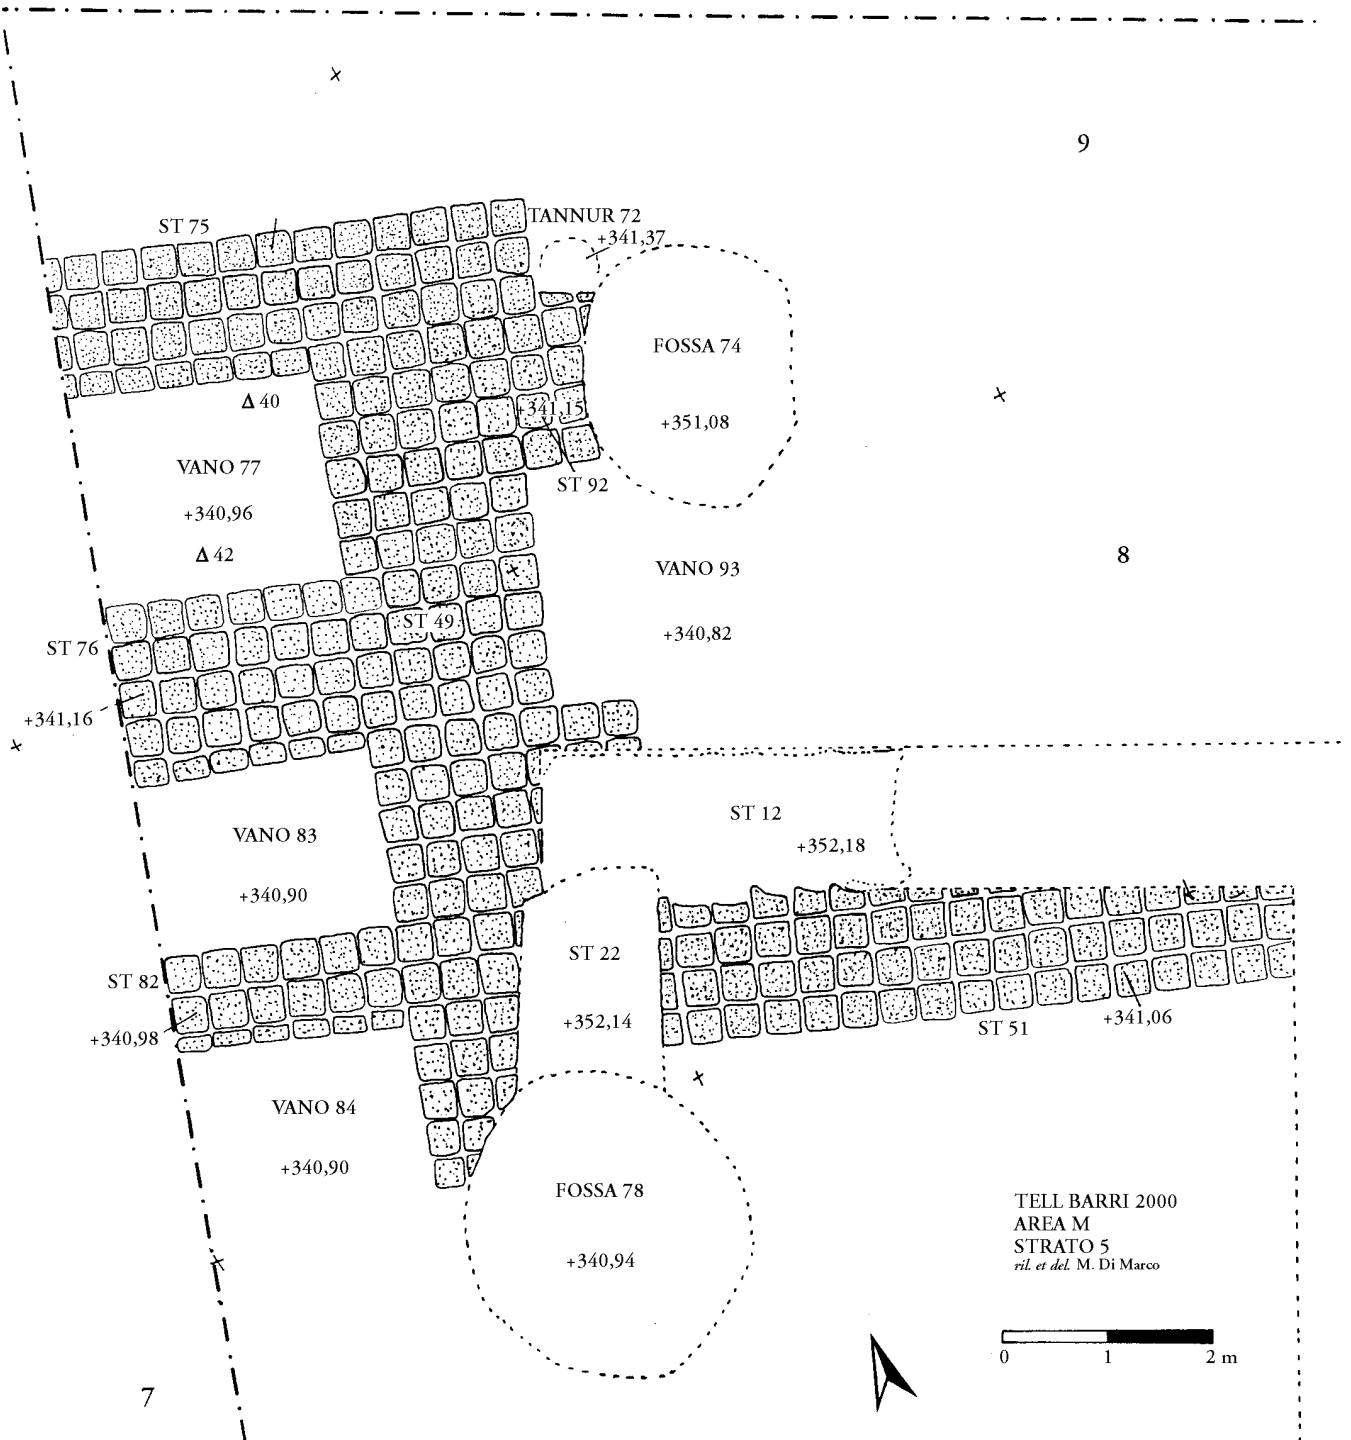 9
ST 75
TANNUR 72
+341,37
FOSSA 74
Δ 40
+341,15
+351,08
VANO 77
ST 92
+340,96
Δ 42
8
VANO 93
ST 49
+340,82
ST 76
+341,16
ST 12
VANO 83
+352,18
+340,90
ST 22
ST 82
+352,14
+341,06
ST 51
+340,98
VANO 84
+340,90
FOSSA 78
+340,94
TELL BARRI 2000
AREA M
STRATO 5
ril. et del. M. Di Marco
0 1 2 m
7